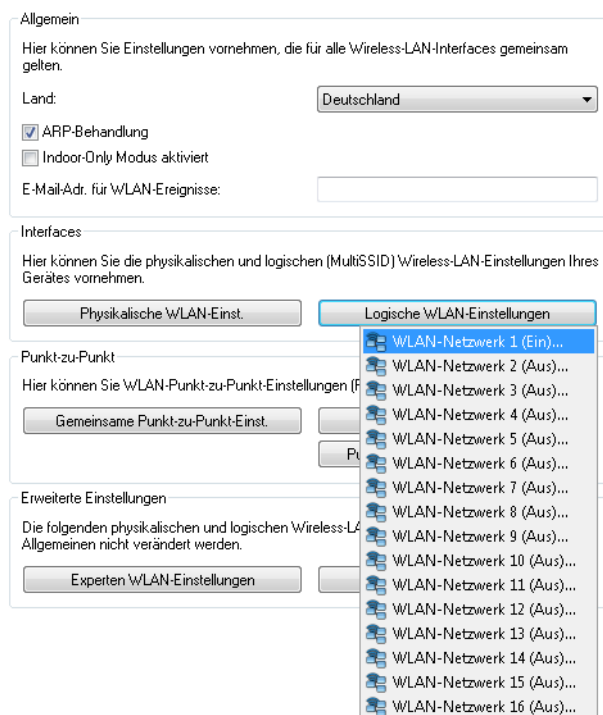 Allgemein
Hier können Sie Einstellungen vornehmen, die für alle Wireless-LAN-Interfaces gemeinsam
gelten.
Land:
Deutschland
ARP-Behandlung
Indoor-Only Modus aktiviert
E-Mail-Adr. für WLAN-Ereignisse:
Interfaces
Hier können Sie die physikalischen und logischen (MultiSSID) Wireless-LAN-Einstellungen Ihres
Gerätes vornehmen.
Physikalische WLAN-Einst.
Logische WLAN-Einstellungen
WLAN-Netzwerk 1 (Ein)...
WLAN-Netzwerk 2 (Aus)...
WLAN-Netzwerk 3 (Aus)...
WLAN-Netzwerk 4 (Aus)...
WLAN-Netzwerk 5 (Aus)...
WLAN-Netzwerk 6 (Aus)...
WLAN-Netzwerk 7 (Aus)...
WLAN-Netzwerk 8 (Aus)...
WLAN-Netzwerk 9 (Aus)...
WLAN-Netzwerk 10 (Aus)...
WLAN-Netzwerk 11 (Aus)...
WLAN-Netzwerk 12 (Aus)...
WLAN-Netzwerk 13 (Aus)...
WLAN-Netzwerk 14 (Aus)...
WLAN-Netzwerk 15 (Aus)...
WLAN-Netzwerk 16 (Aus)...
Punkt-zu-Punkt
Hier können Sie WLAN-Punkt-zu-Punkt-Einstellungen
Gemeinsame Punkt-zu-Punkt-Einst.
Erweiterte Einstellungen
Die folgenden physikalischen und logischen
Allgemeinen nicht verändert werden.
Experten WLAN-Einstellungen